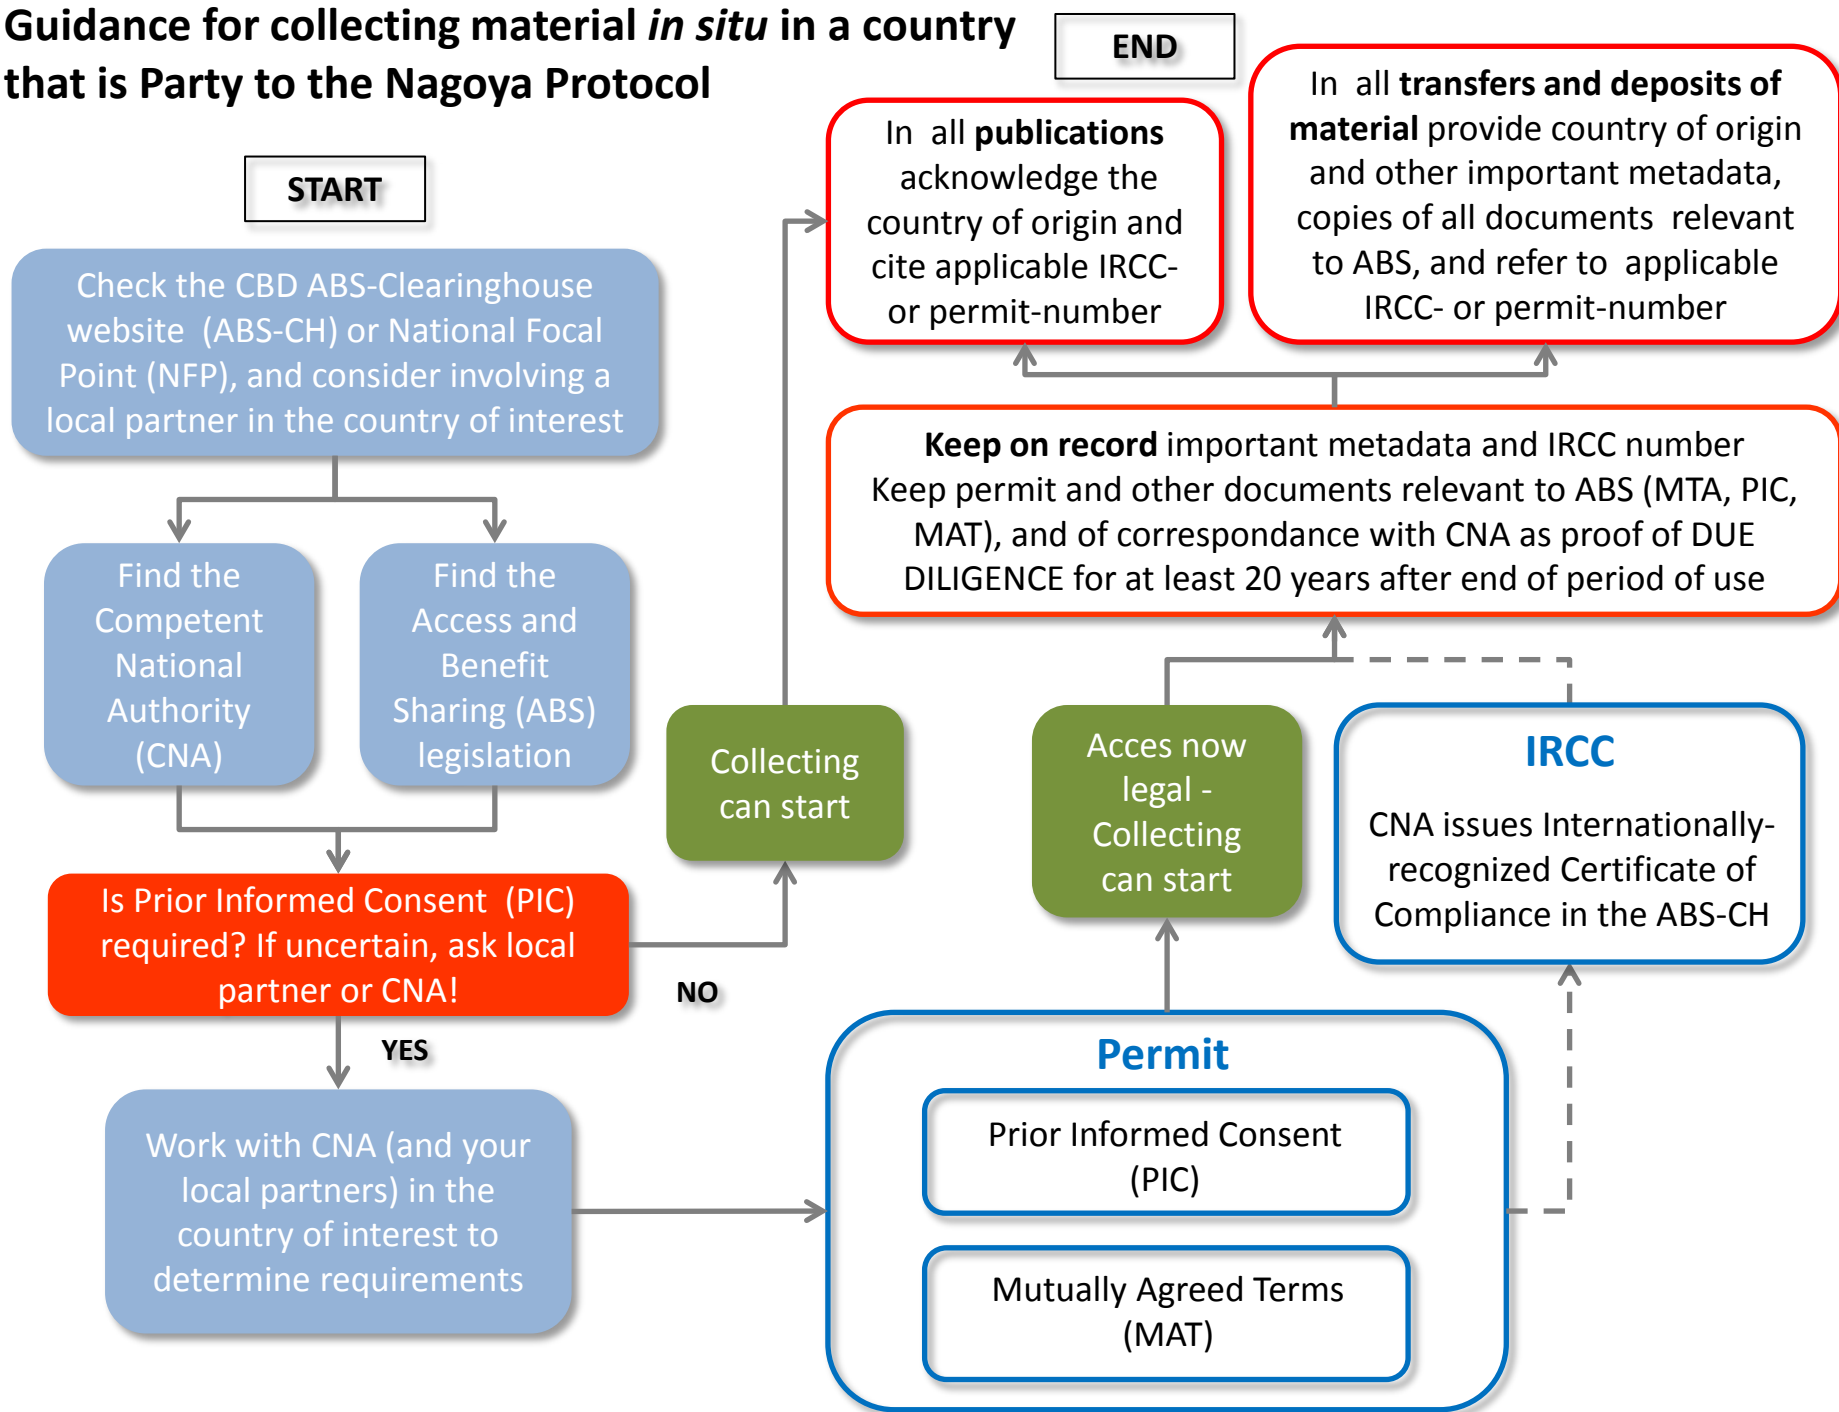 Guidance for collecting material in situ in a country
that is Party to the Nagoya Protocol
START
Check the CBD ABS-Clearinghouse
website (ABS-CH) or National Focal
Point (NFP), and consider involving a
local partner in the country of interest
Find the
Competent
National
Authority
(CNA)
Find the
Access and
Benefit
Sharing (ABS)
legislation
Is Prior Informed Consent (PIC)
required? If uncertain, ask local
partner or CNA!
NO
YES
Collecting
can start
Work with CNA (and your
local partners) in the
country of interest to
determine requirements
Permit
Prior Informed Consent
(PIC)
Mutually Agreed Terms
(MAT)
Acces now
legal -
Collecting
can start
IRCC
CNA issues Internationally-
recognized Certificate of
Compliance in the ABS-CH
Keep on record important metadata and IRCC number
Keep permit and other documents relevant to ABS (MTA, PIC,
MAT), and of correspondance with CNA as proof of DUE
DILIGENCE for at least 20 years after end of period of use
In all publications
acknowledge the
country of origin and
cite applicable IRCC-
or permit-number
In all transfers and deposits of
material provide country of origin
and other important metadata,
copies of all documents relevant
to ABS, and refer to applicable
IRCC- or permit-number
END